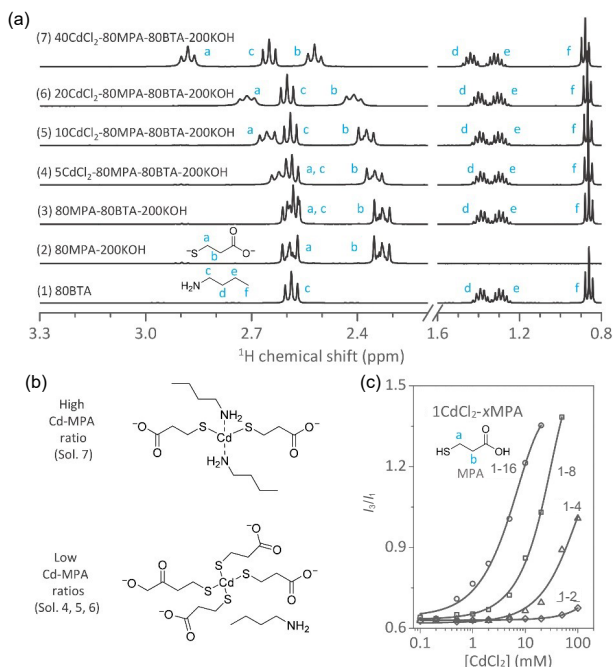 (a)
(7) 40CdCl₂-80MPA-80BTA-200KOH
a c b d e f
(6) 20CdCl₂-80MPA-80BTA-200KOH
a c b d e f
(5) 10CdCl₂-80MPA-80BTA-200KOH
a c b d e f
(4) 5CdCl₂-80MPA-80BTA-200KOH
a, c b d e f
(3) 80MPA-80BTA-200KOH
a, c b d e f
(2) 80MPA-200KOH
⁻S a b O O⁻
a b
(1) 80BTA
H₂N c d e f
c d e f
3.3 3.0 2.7 2.4 1.6 1.2 0.8
¹H chemical shift (ppm)
(b)
High
Cd-MPA
ratio
(Sol. 7)
⁻O O S Cd S O O⁻
NH₂
H₂N
Low
Cd-MPA
ratios
(Sol. 4, 5, 6)
O O⁻
S
⁻O O S Cd S O O⁻
S
⁻O O
NH₂
(c)
1CdCl₂-xMPA
HS a b O OH
MPA
1-16
1-8
1-4
1-2
I₃/I₁
1.5
1.2
0.9
0.6
0.1 1 10 100
[CdCl₂] (mM)